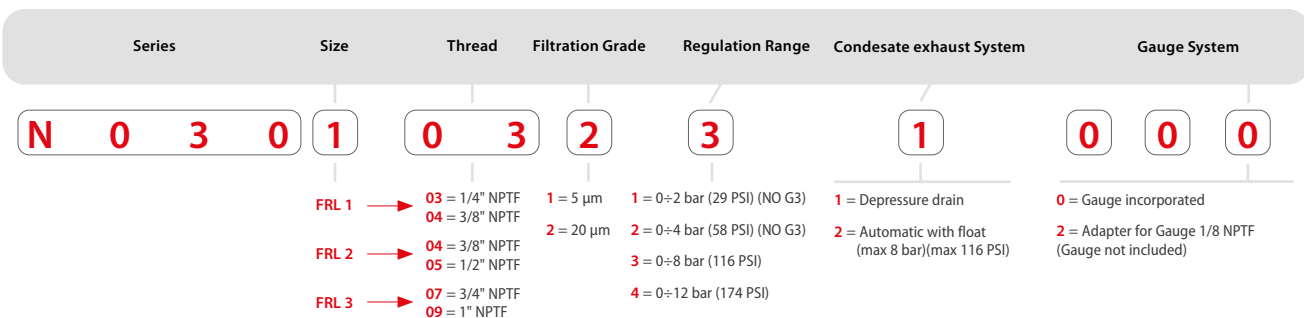 Series Size Thread Filtration Grade Regulation Range Condesate exhaust System Gauge System
N 0 3 0 1 0 3 2 3 1 0 0 0
FRL 1
03 = 1/4" NPTF
04 = 3/8" NPTF
FRL 2
04 = 3/8" NPTF
05 = 1/2" NPTF
FRL 3
07 = 3/4" NPTF
09 = 1" NPTF
1 = 5 µm
2 = 20 µm
1 = 0÷2 bar (29 PSI) (NO G3)
2 = 0÷4 bar (58 PSI) (NO G3)
3 = 0÷8 bar (116 PSI)
4 = 0÷12 bar (174 PSI)
1 = Depressure drain
2 = Automatic with float
(max 8 bar)(max 116 PSI)
0 = Gauge incorporated
2 = Adapter for Gauge 1/8 NPTF
(Gauge not included)